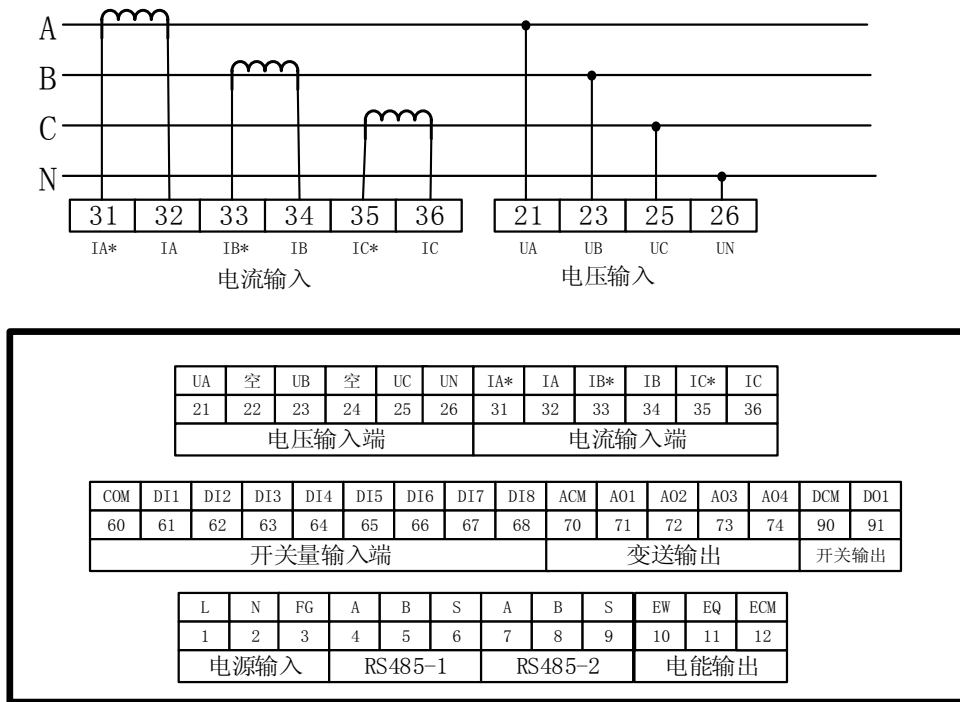 A
B
C
N
31 32 33 34 35 36 21 23 25 26
IA* IA IB* IB IC* IC UA UB UC UN
电流输入 电压输入
UA 空 UB 空 UC UN IA* IA IB* IB IC* IC
21 22 23 24 25 26 31 32 33 34 35 36
电压输入端 电流输入端
COM DI1 DI2 DI3 DI4 DI5 DI6 DI7 DI8 ACM AO1 AO2 AO3 AO4 DCM DO1
60 61 62 63 64 65 66 67 68 70 71 72 73 74 90 91
开关量输入端 变送输出 开关输出
L N FG A B S A B S EW EQ ECM
1 2 3 4 5 6 7 8 9 10 11 12
电源输入 RS485-1 RS485-2 电能输出